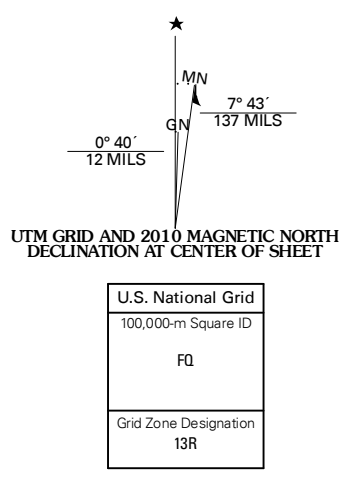 ★
MN
GN
7° 43´
137 MILS
0° 40´
12 MILS
UTM GRID AND 2010 MAGNETIC NORTH
DECLINATION AT CENTER OF SHEET
U.S. National Grid
100,000-m Square ID
FQ
Grid Zone Designation
13R